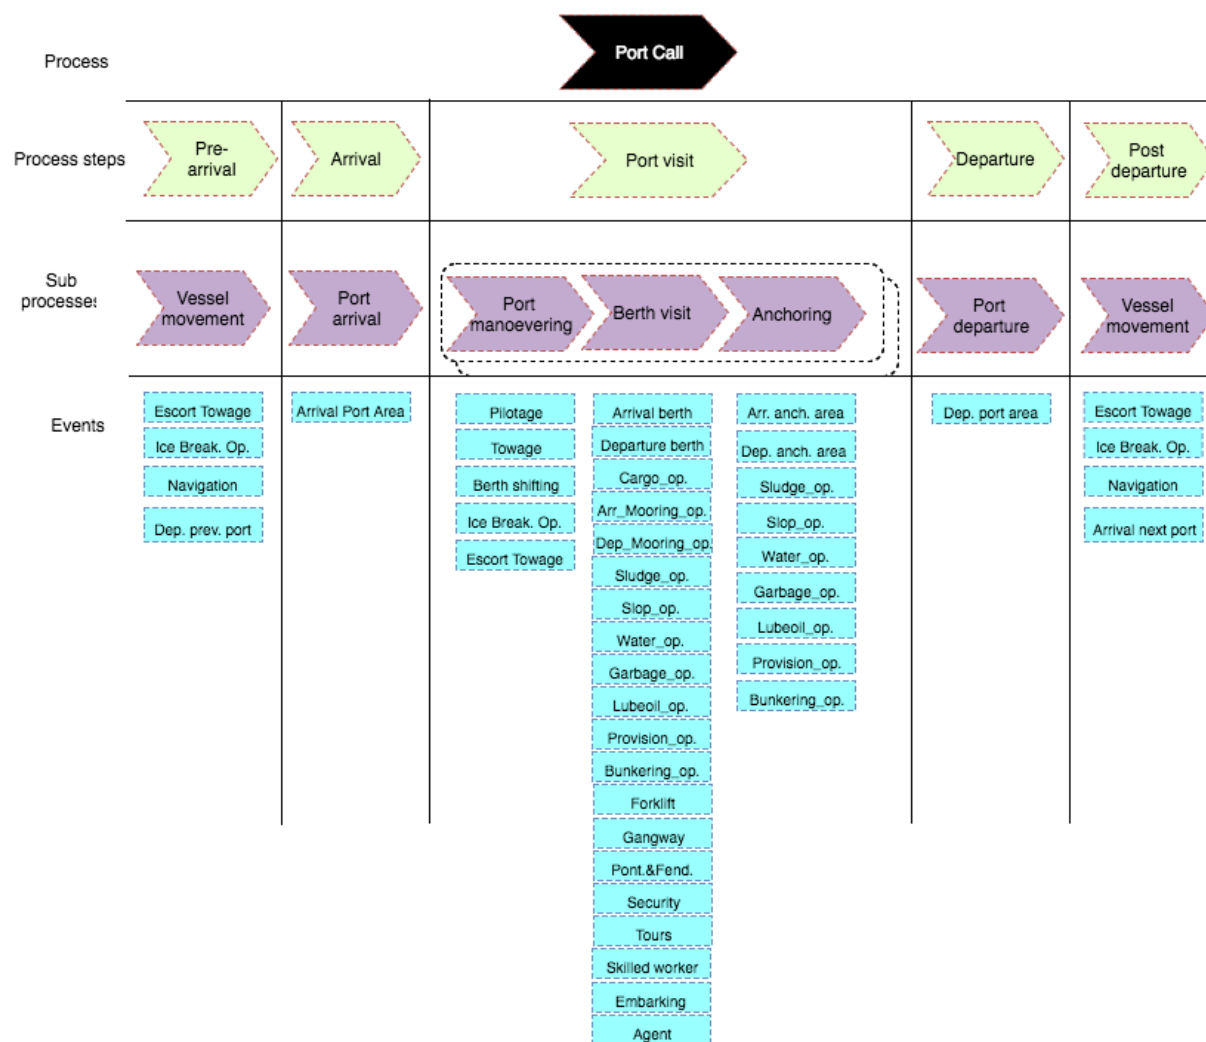 Process
Port Call
Process steps
Pre-
arrival
Arrival
Port visit
Departure
Post
departure
Sub
processes
Vessel
movement
Port
arrival
Port
manoevering
Berth visit
Anchoring
Port
departure
Vessel
movement
Events
Escort Towage
Ice Break. Op.
Navigation
Dep. prev. port
Arrival Port Area
Pilotage
Towage
Berth shifting
Ice Break. Op.
Escort Towage
Arrival berth
Departure berth
Cargo_op.
Arr_Mooring_op.
Dep_Mooring_op.
Sludge_op.
Slop_op.
Water_op.
Garbage_op.
Lubeoil_op.
Provision_op.
Bunkering_op.
Forklift
Gangway
Pont.&Fend.
Security
Tours
Skilled worker
Embarking
Agent
Arr. anch. area
Dep. anch. area
Sludge_op.
Slop_op.
Water_op.
Garbage_op.
Lubeoil_op.
Provision_op.
Bunkering_op.
Dep. port area
Escort Towage
Ice Break. Op.
Navigation
Arrival next port